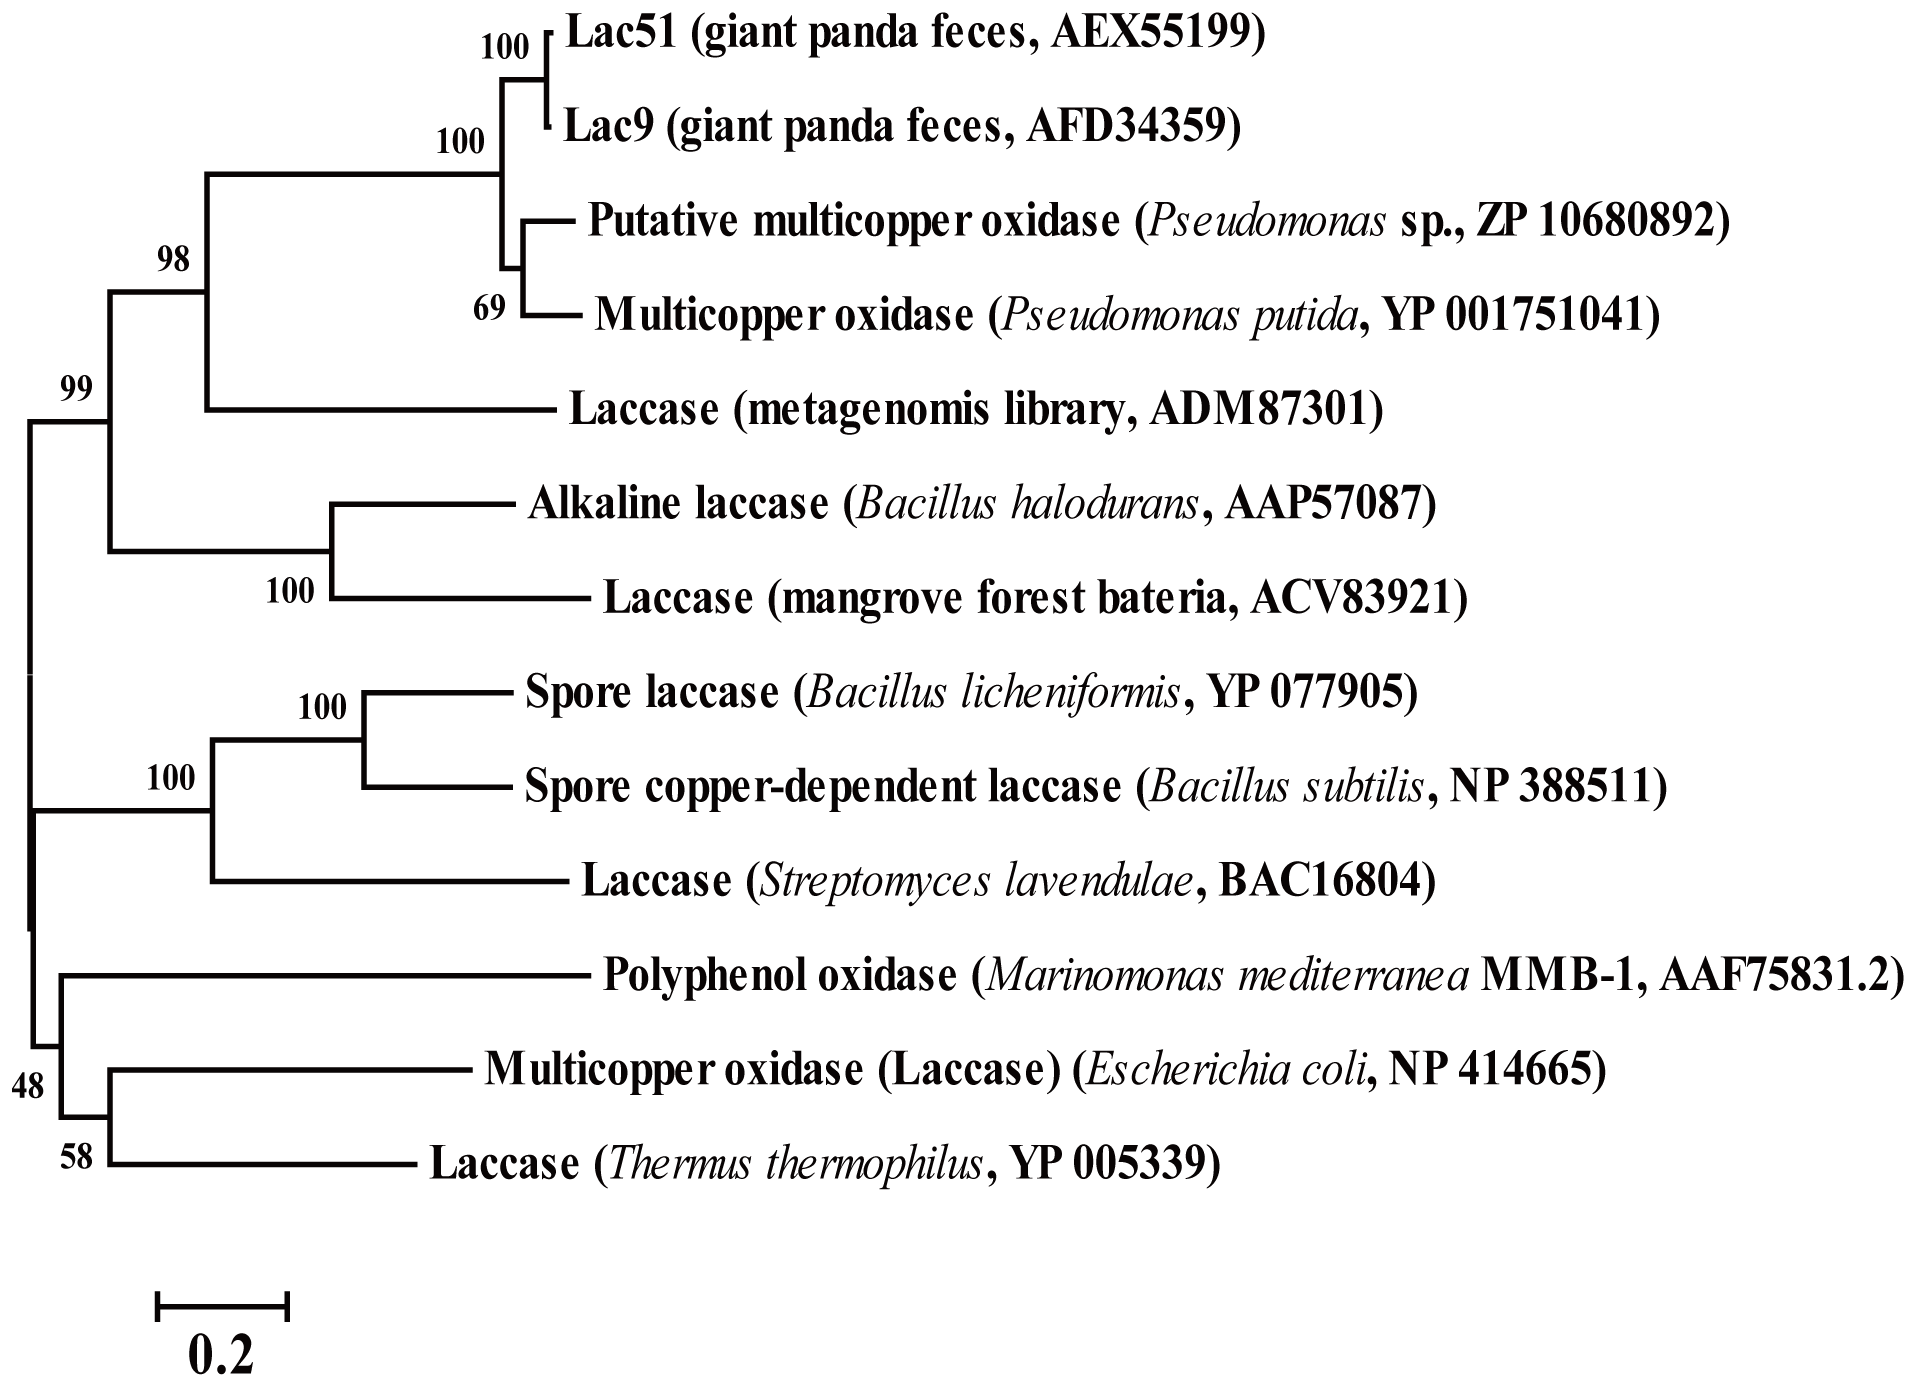 Lac51 (giant panda feces, AEX55199)
100
Lac9 (giant panda feces, AFD34359)
100
Putative multicopper oxidase (Pseudomonas sp., ZP 10680892)
98
69
Multicopper oxidase (Pseudomonas putida, YP 001751041)
99
Laccase (metagenomis library, ADM87301)
Alkaline laccase (Bacillus halodurans, AAP57087)
100
Laccase (mangrove forest bateria, ACV83921)
Spore laccase (Bacillus licheniformis, YP 077905)
100
100
Spore copper-dependent laccase (Bacillus subtilis, NP 388511)
Laccase (Streptomyces lavendulae, BAC16804)
Polyphenol oxidase (Marinomonas mediterranea MMB-1, AAF75831.2)
Multicopper oxidase (Laccase) (Escherichia coli, NP 414665)
48
58
Laccase (Thermus thermophilus, YP 005339)
0.2